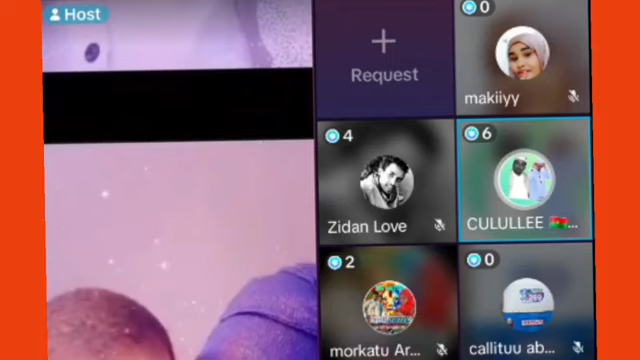 Host
Request
0
makiiyy
4
Zidan Love
6
CULULLEE 🇧🇫...
2
morkatu Ar...
0
callituu ab...